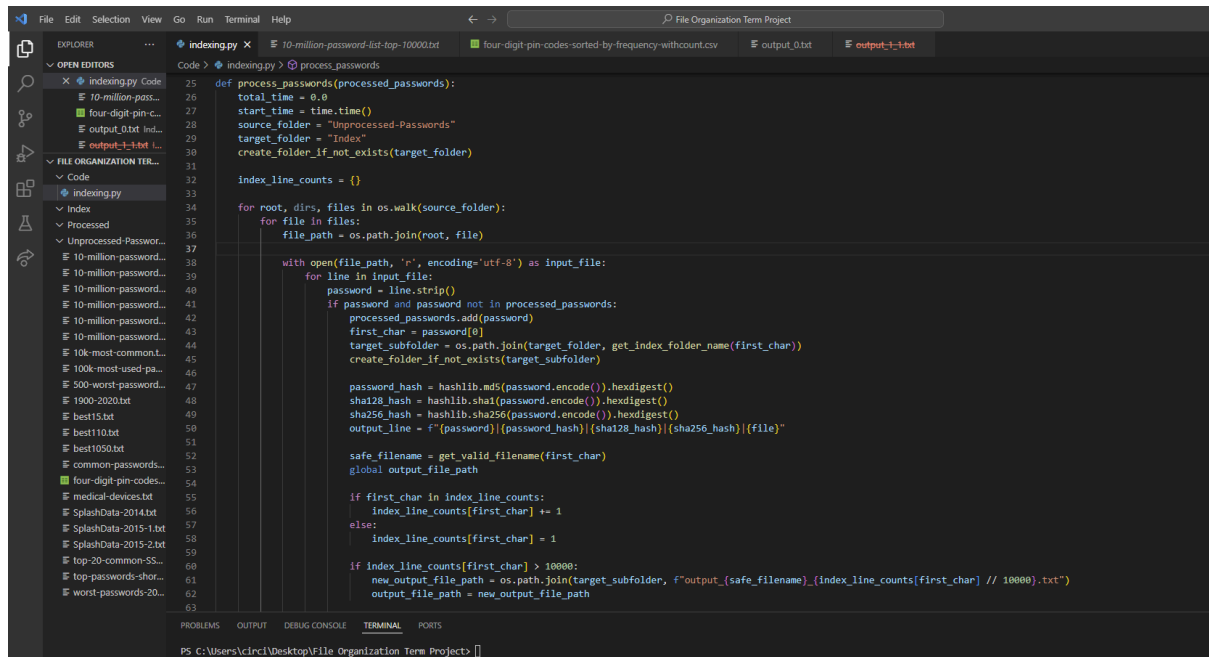 File Edit Selection View Go Run Terminal Help
File Organization Term Project
EXPLORER
indexing.py
10-million-password-list-top-10000.txt
four-digit-pin-codes-sorted-by-frequency-withcount.csv
output_0.txt
output_1_1.txt
Code > indexing.py > process_passwords
OPEN EDITORS
indexing.py Code
10-million-pass...
four-digit-pin-c...
output_0.txt Ind...
output_1_1.txt I...
FILE ORGANIZATION TER...
Code
indexing.py
Index
Processed
Unprocessed-Passwor...
10-million-password...
10-million-password...
10-million-password...
10-million-password...
10-million-password...
10-million-password...
10k-most-common.t...
100k-most-used-pa...
500-worst-password...
1900-2020.txt
best15.txt
best110.txt
best1050.txt
common-passwords...
four-digit-pin-codes...
medical-devices.txt
SplashData-2014.txt
SplashData-2015-1.txt
SplashData-2015-2.txt
top-20-common-SS...
top-passwords-shor...
worst-passwords-20...
25 def process_passwords(processed_passwords):
26 total_time = 0.0
27 start_time = time.time()
28 source_folder = "Unprocessed-Passwords"
29 target_folder = "Index"
30 create_folder_if_not_exists(target_folder)
31
32 index_line_counts = {}
33
34 for root, dirs, files in os.walk(source_folder):
35 for file in files:
36 file_path = os.path.join(root, file)
37
38 with open(file_path, 'r', encoding='utf-8') as input_file:
39 for line in input_file:
40 password = line.strip()
41 if password and password not in processed_passwords:
42 processed_passwords.add(password)
43 first_char = password[0]
44 target_subfolder = os.path.join(target_folder, get_index_folder_name(first_char))
45 create_folder_if_not_exists(target_subfolder)
46
47 password_hash = hashlib.md5(password.encode()).hexdigest()
48 sha128_hash = hashlib.sha1(password.encode()).hexdigest()
49 sha256_hash = hashlib.sha256(password.encode()).hexdigest()
50 output_line = f"{password}|{password_hash}|{sha128_hash}|{sha256_hash}|{file}"
51
52 safe_filename = get_valid_filename(first_char)
53 global output_file_path
54
55 if first_char in index_line_counts:
56 index_line_counts[first_char] += 1
57 else:
58 index_line_counts[first_char] = 1
59
60 if index_line_counts[first_char] > 10000:
61 new_output_file_path = os.path.join(target_subfolder, f"output_{safe_filename}_{index_line_counts[first_char] // 10000}.txt")
62 output_file_path = new_output_file_path
63
PROBLEMS OUTPUT DEBUG CONSOLE TERMINAL PORTS
PS C:\Users\circi\Desktop\File Organization Term Project>